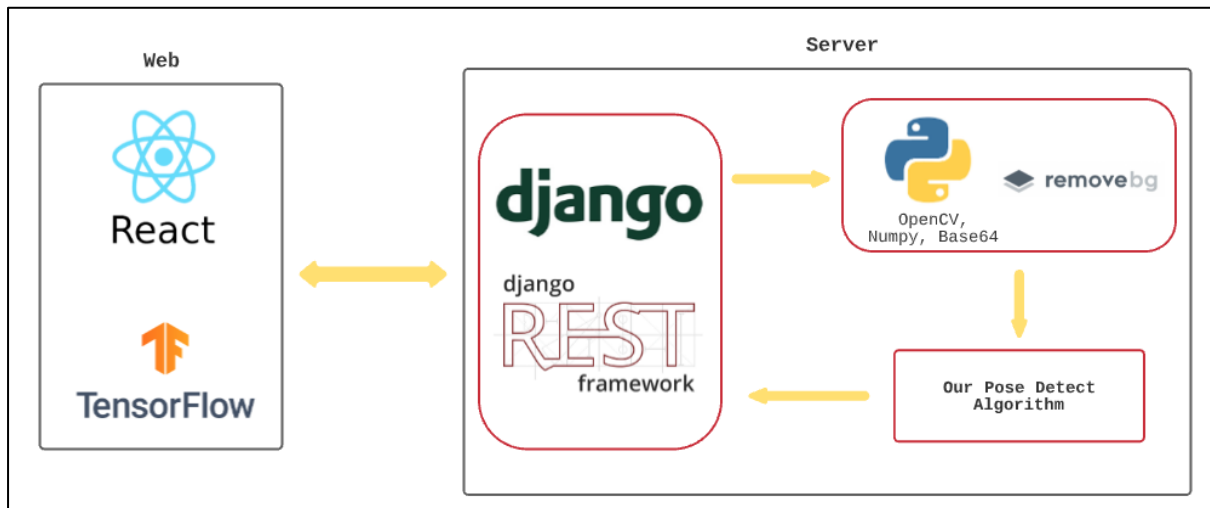 Web
React
TensorFlow
Server
django
django
REST
framework
removebg
OpenCV,
Numpy, Base64
Our Pose Detect
Algorithm